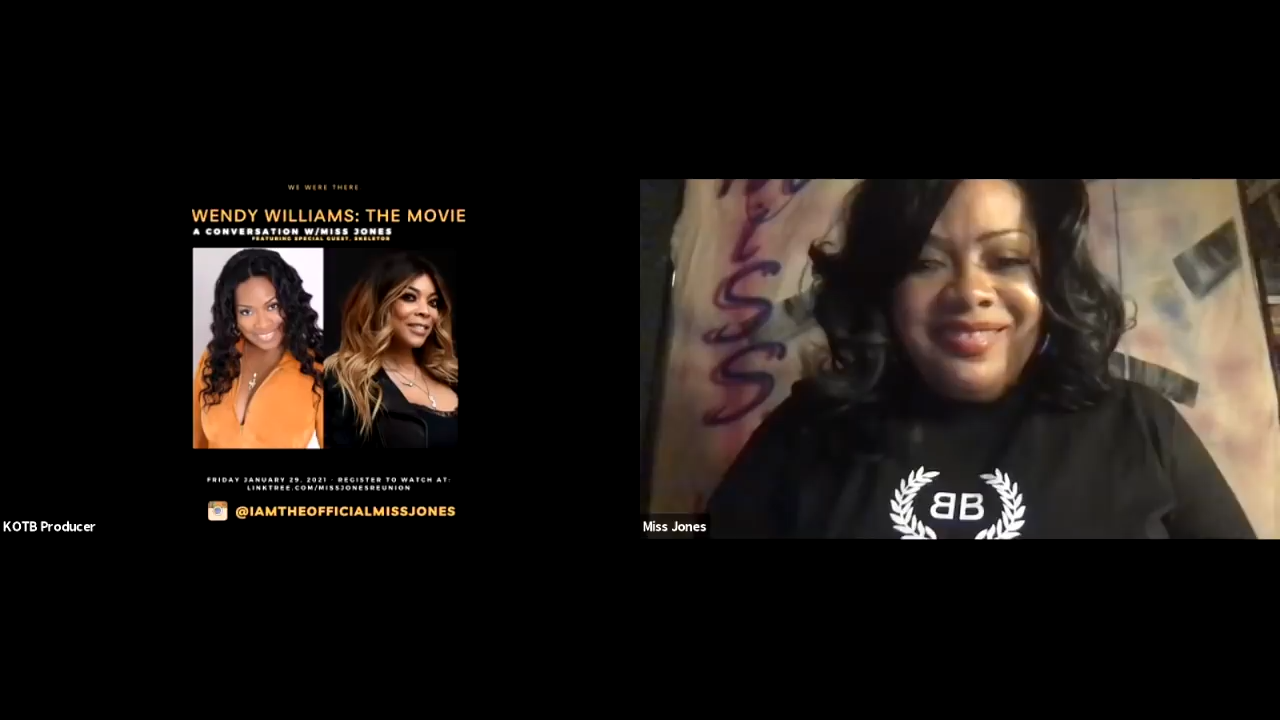 WE WERE THERE
WENDY WILLIAMS: THE MOVIE
A CONVERSATION W/MISS JONES
FEATURING SPECIAL GUEST, SKELETOR
FRIDAY JANUARY 29, 2021 - REGISTER TO WATCH AT:
LINKTREE.COM/MISSJONESREUNION
@IAMTHEOFFICIALMISSJONES
KOTB Producer
BB
Miss Jones